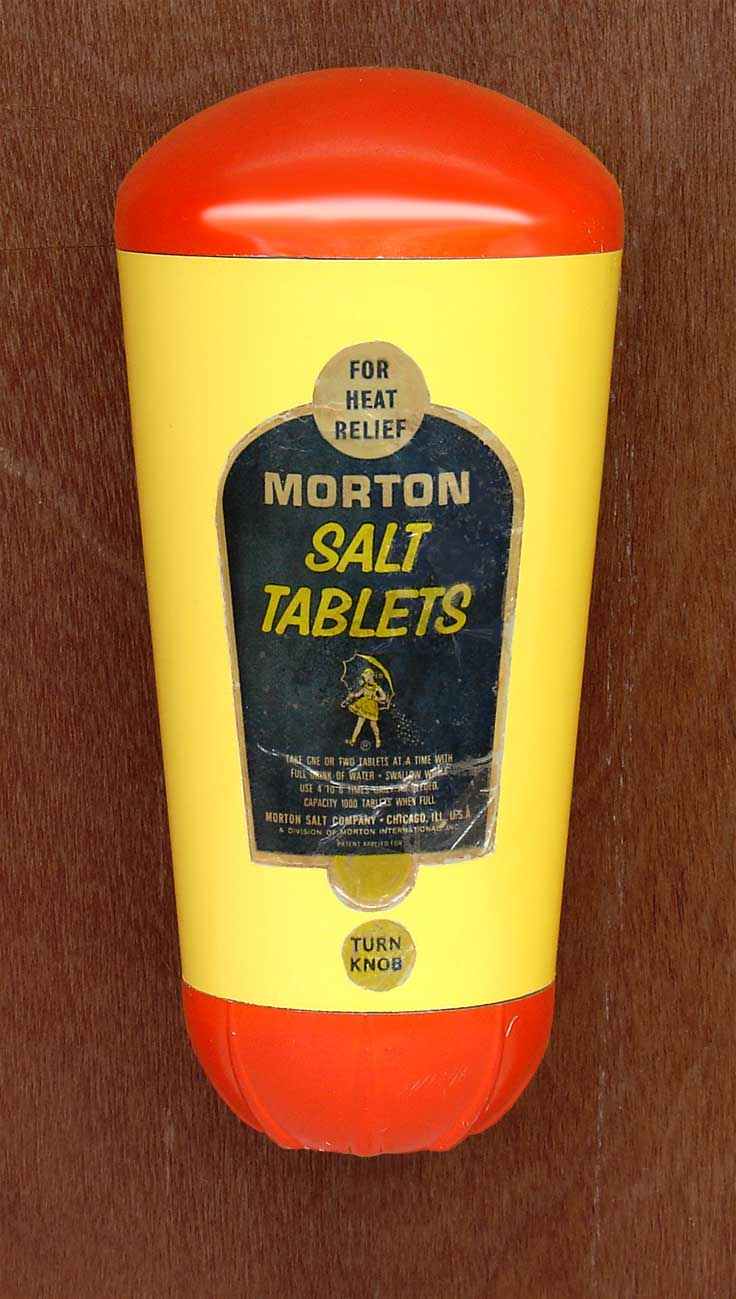 FOR
HEAT
RELIEF
MORTON
SALT
TABLETS
®
TAKE ONE OR TWO TABLETS AT A TIME WITH
FULL DRINK OF WATER • SWALLOW WHOLE
USE 4 TO 6 TIMES DAILY AS NEEDED.
CAPACITY 1000 TABLETS WHEN FULL
MORTON SALT COMPANY • CHICAGO, ILL. U.S.A
A DIVISION OF MORTON INTERNATIONAL, INC.
PATENT APPLIED FOR
TURN
KNOB